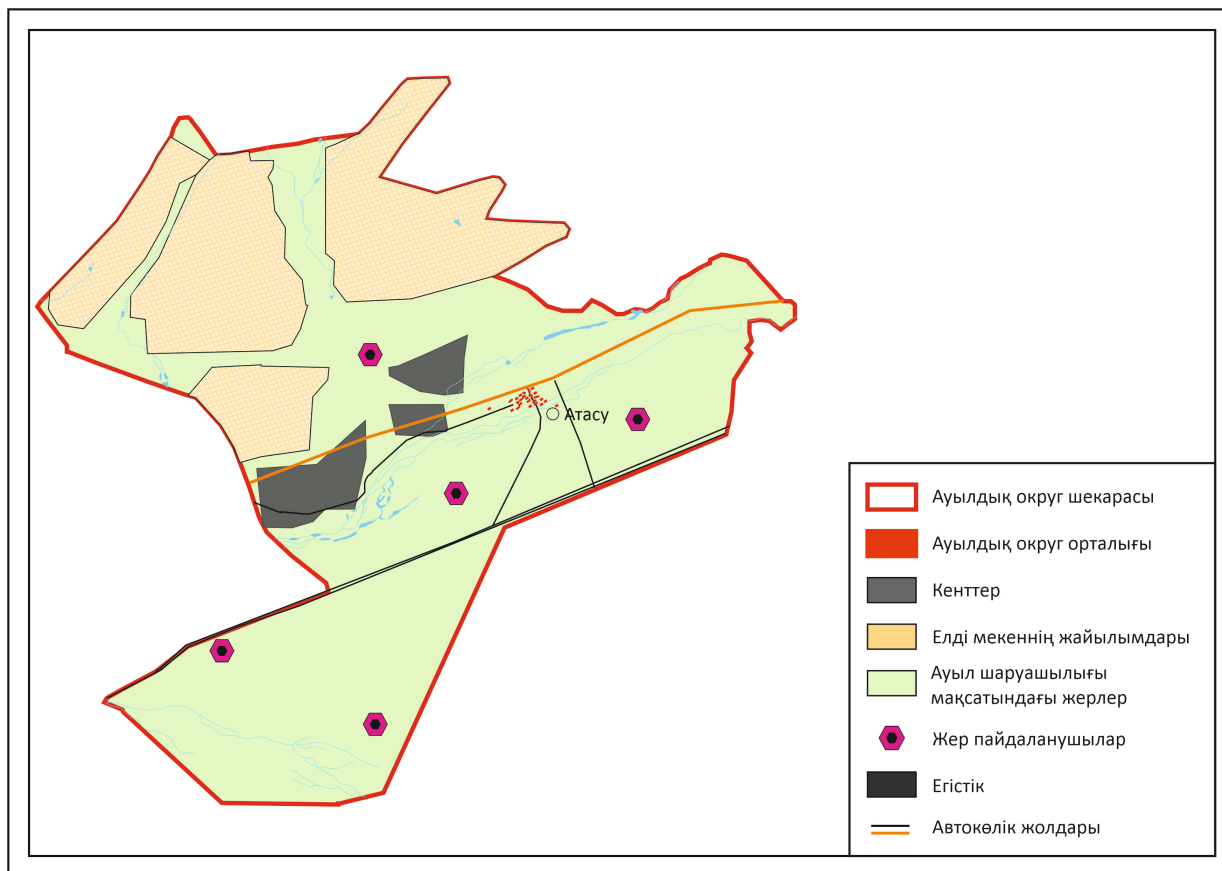 Атасу
Ауылдық округ шекарасы
Ауылдық округ орталығы
Кенттер
Елді мекеннің жайылымдары
Ауыл шаруашылығы
мақсатындағы жерлер
Жер пайдаланушылар
Егістік
Автокөлік жолдары